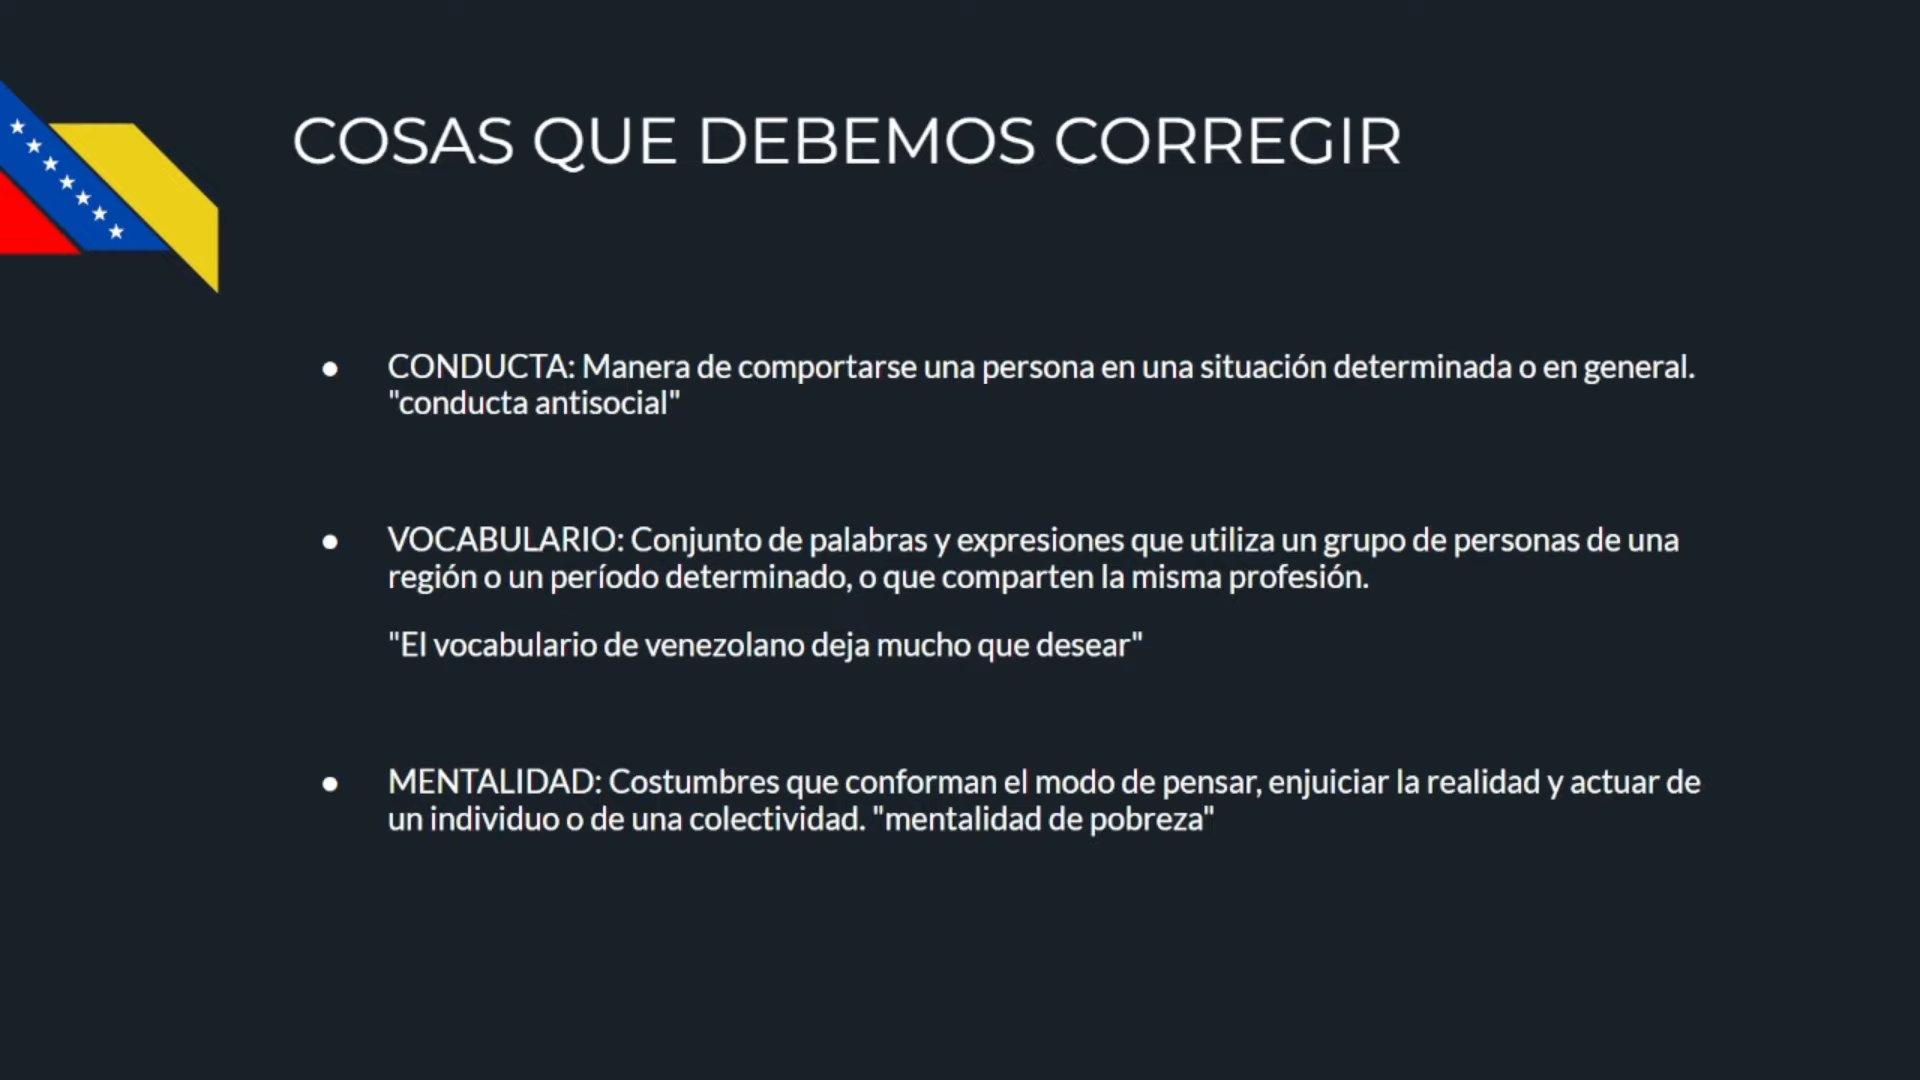 COSAS QUE DEBEMOS CORREGIR
● CONDUCTA: Manera de comportarse una persona en una situación determinada o en general.
"conducta antisocial"
● VOCABULARIO: Conjunto de palabras y expresiones que utiliza un grupo de personas de una
región o un período determinado, o que comparten la misma profesión.
"El vocabulario de venezolano deja mucho que desear"
● MENTALIDAD: Costumbres que conforman el modo de pensar, enjuiciar la realidad y actuar de
un individuo o de una colectividad. "mentalidad de pobreza"